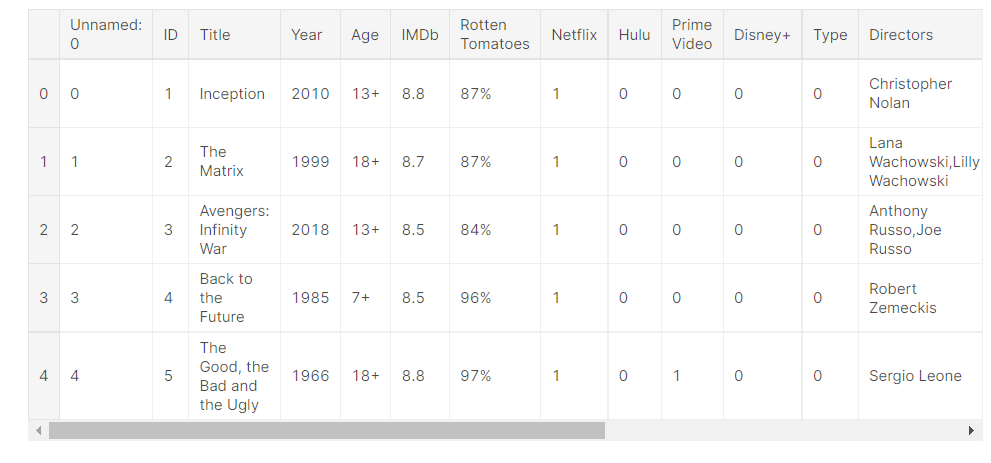 Unnamed: 0 ID Title Year Age IMDb Rotten Tomatoes Netflix Hulu Prime Video Disney+ Type Directors
0 0 1 Inception 2010 13+ 8.8 87% 1 0 0 0 0 Christopher Nolan
1 1 2 The Matrix 1999 18+ 8.7 87% 1 0 0 0 0 Lana Wachowski,Lilly Wachowski
2 2 3 Avengers: Infinity War 2018 13+ 8.5 84% 1 0 0 0 0 Anthony Russo,Joe Russo
3 3 4 Back to the Future 1985 7+ 8.5 96% 1 0 0 0 0 Robert Zemeckis
4 4 5 The Good, the Bad and the Ugly 1966 18+ 8.8 97% 1 0 1 0 0 Sergio Leone